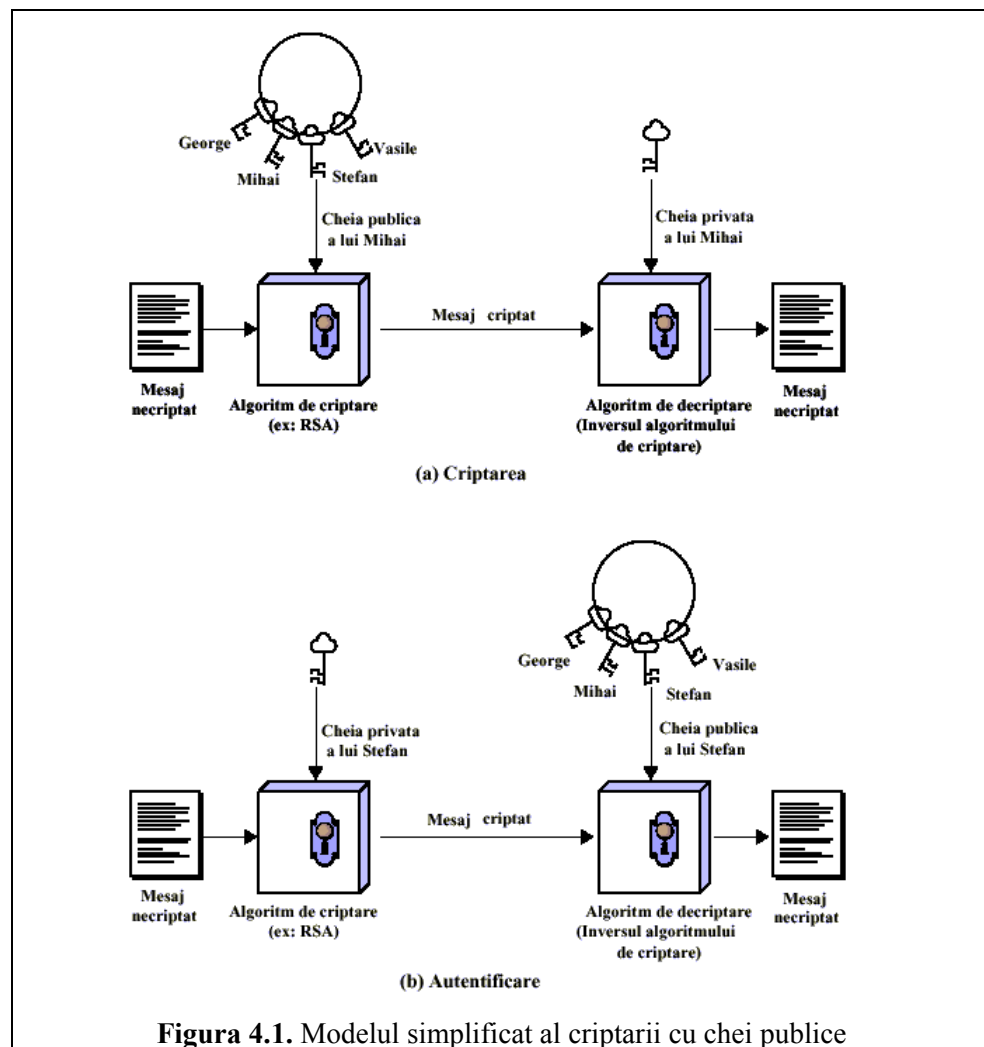 George
Mihai
Stefan
Vasile
Cheia publica
a lui Mihai
Cheia privata
a lui Mihai
Mesaj
necriptat
Mesaj criptat
Algoritm de criptare
(ex: RSA)
Algoritm de decriptare
(Inversul algoritmului
de criptare)
Mesaj
necriptat
(a) Criptarea
George
Mihai
Stefan
Vasile
Cheia privata
a lui Stefan
Cheia publica
a lui Stefan
Mesaj
necriptat
Mesaj criptat
Algoritm de criptare
(ex: RSA)
Algoritm de decriptare
(Inversul algoritmului
de criptare)
Mesaj
necriptat
(b) Autentificare
Figura 4.1. Modelul simplificat al criptarii cu chei publice